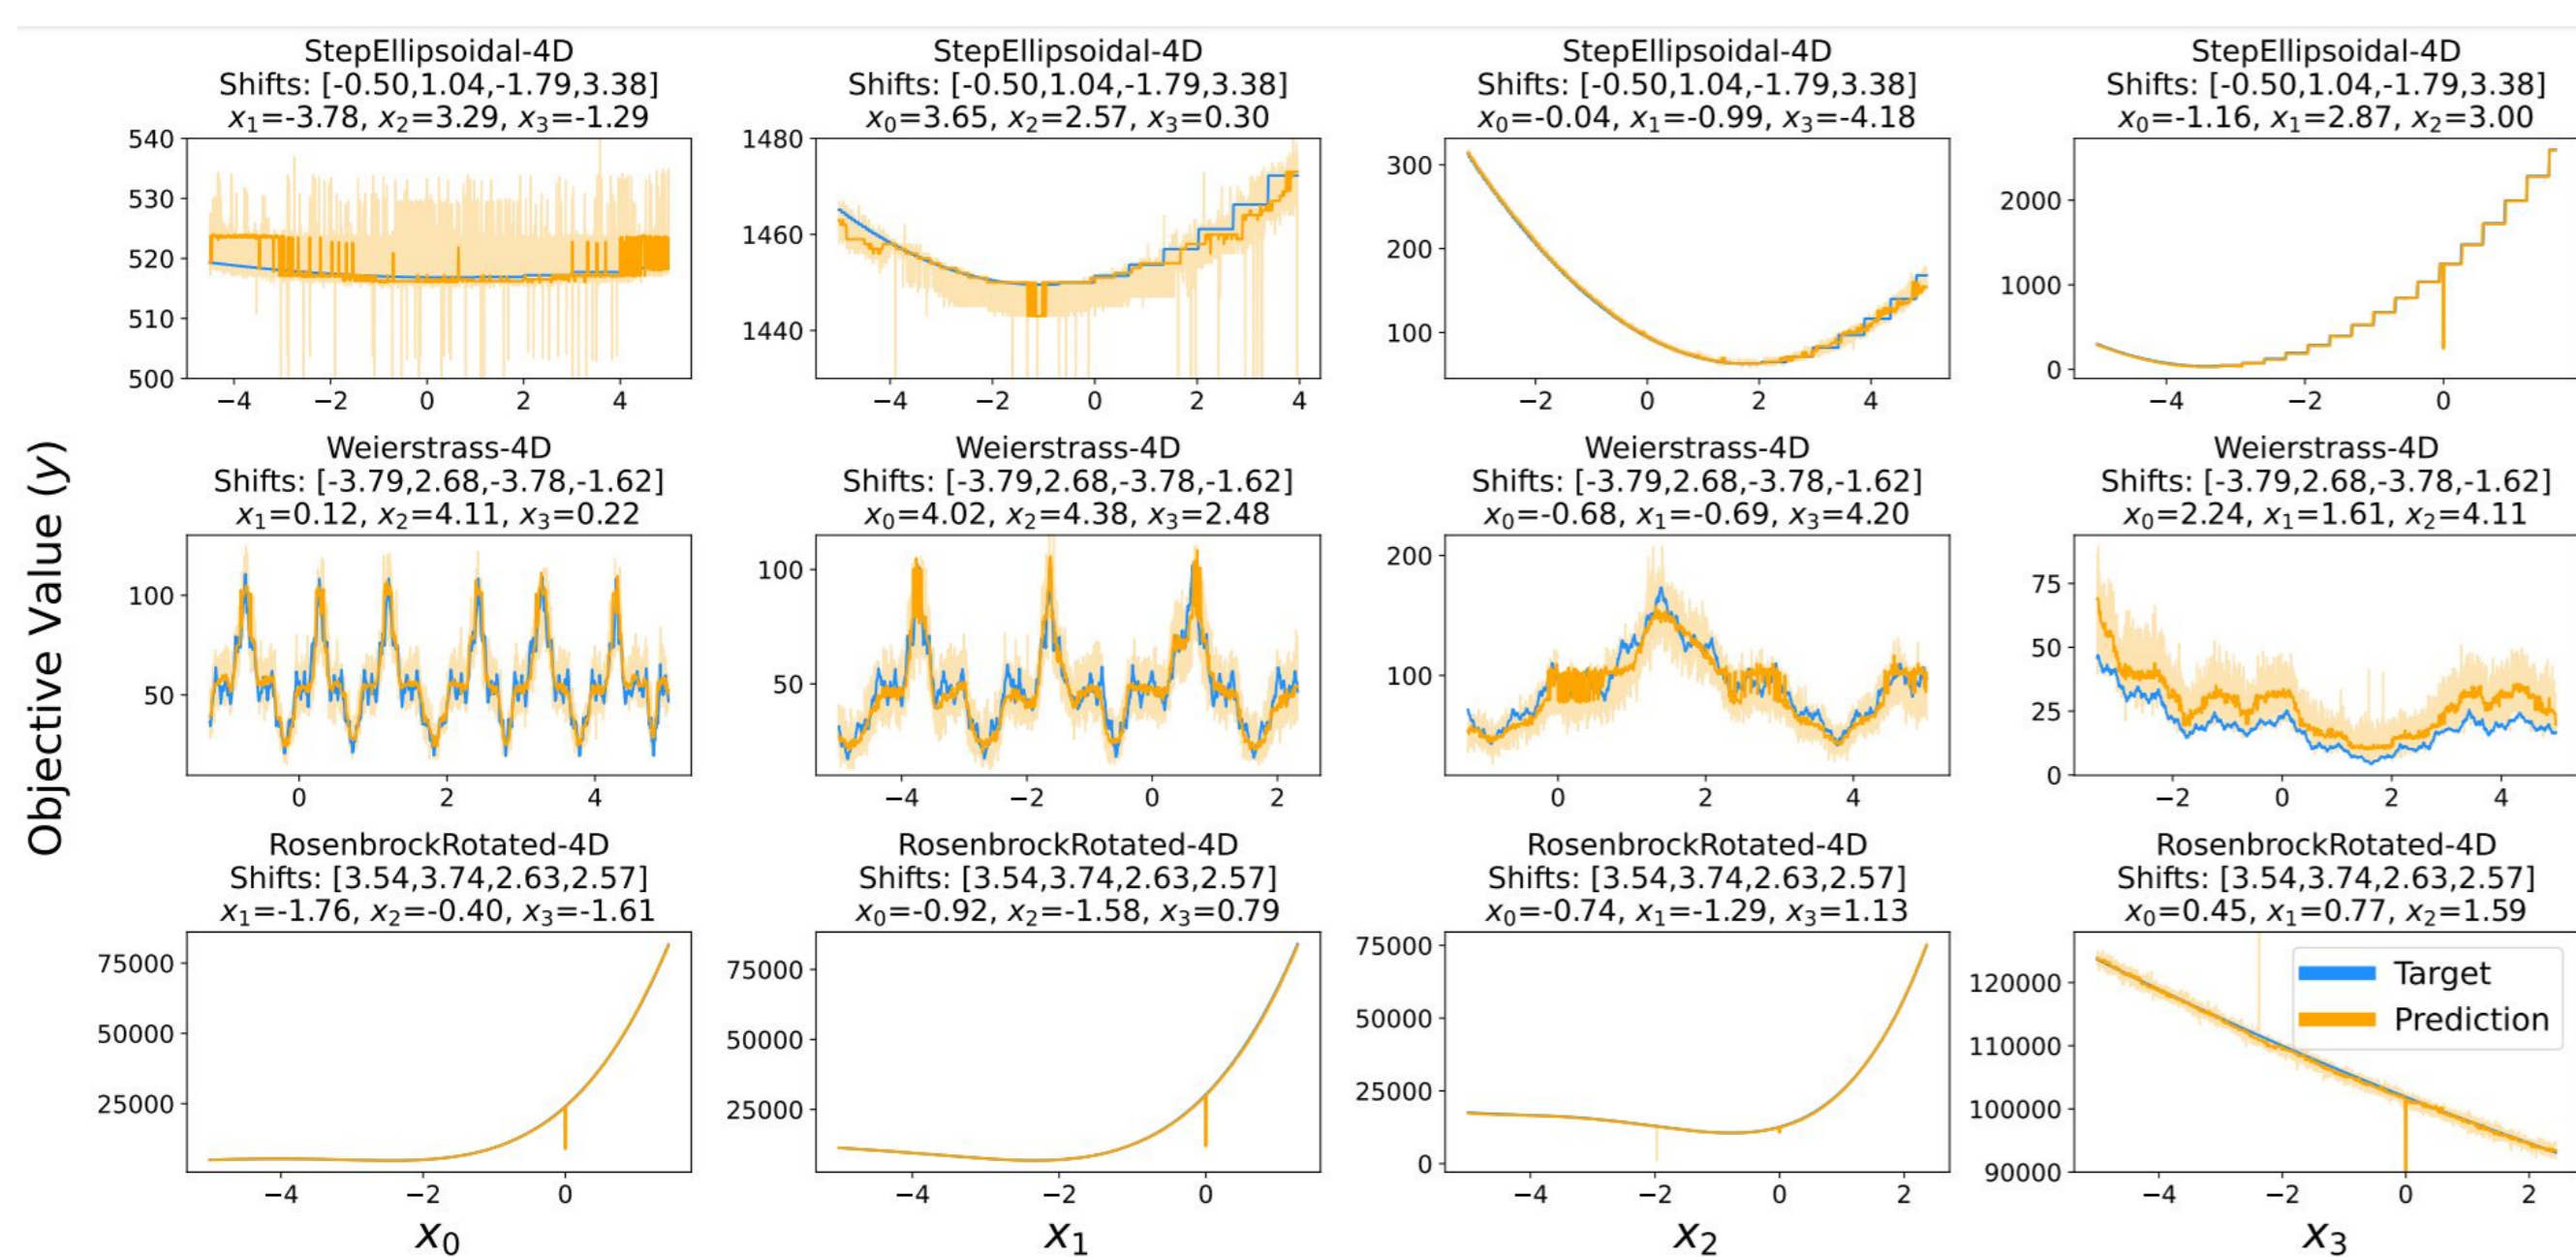 StepEllipsoidal-4D
Shifts: [-0.50,1.04,-1.79,3.38]
x₁=-3.78, x₂=3.29, x₃=-1.29
540
530
520
510
500
−4 −2 0 2 4
StepEllipsoidal-4D
Shifts: [-0.50,1.04,-1.79,3.38]
x₀=3.65, x₂=2.57, x₃=0.30
1480
1460
1440
−4 −2 0 2 4
StepEllipsoidal-4D
Shifts: [-0.50,1.04,-1.79,3.38]
x₀=-0.04, x₁=-0.99, x₃=-4.18
300
200
100
−2 0 2 4
StepEllipsoidal-4D
Shifts: [-0.50,1.04,-1.79,3.38]
x₀=-1.16, x₁=2.87, x₂=3.00
2000
1000
0
−4 −2 0
Objective Value (y)
Weierstrass-4D
Shifts: [-3.79,2.68,-3.78,-1.62]
x₁=0.12, x₂=4.11, x₃=0.22
100
50
0 2 4
Weierstrass-4D
Shifts: [-3.79,2.68,-3.78,-1.62]
x₀=4.02, x₂=4.38, x₃=2.48
100
50
−4 −2 0 2
Weierstrass-4D
Shifts: [-3.79,2.68,-3.78,-1.62]
x₀=-0.68, x₁=-0.69, x₃=4.20
200
100
0 2 4
Weierstrass-4D
Shifts: [-3.79,2.68,-3.78,-1.62]
x₀=2.24, x₁=1.61, x₂=4.11
75
50
25
0
−2 0 2 4
RosenbrockRotated-4D
Shifts: [3.54,3.74,2.63,2.57]
x₁=-1.76, x₂=-0.40, x₃=-1.61
75000
50000
25000
−4 −2 0
x₀
RosenbrockRotated-4D
Shifts: [3.54,3.74,2.63,2.57]
x₀=-0.92, x₂=-1.58, x₃=0.79
75000
50000
25000
−4 −2 0
x₁
RosenbrockRotated-4D
Shifts: [3.54,3.74,2.63,2.57]
x₀=-0.74, x₁=-1.29, x₃=1.13
75000
50000
25000
0
−4 −2 0 2
x₂
RosenbrockRotated-4D
Shifts: [3.54,3.74,2.63,2.57]
x₀=0.45, x₁=0.77, x₂=1.59
120000
110000
100000
90000
Target
Prediction
−4 −2 0 2
x₃